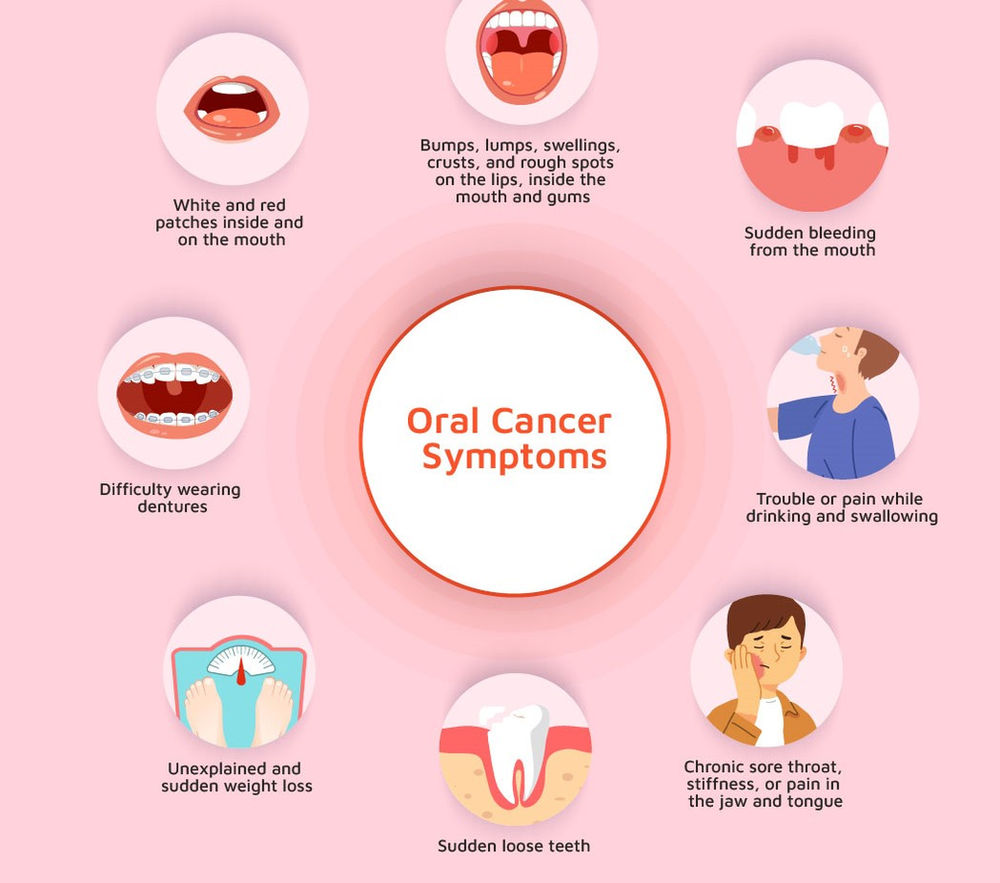 Oral Cancer
Symptoms
Bumps, lumps, swellings,
crusts, and rough spots
on the lips, inside the
mouth and gums
Sudden bleeding
from the mouth
Trouble or pain while
drinking and swallowing
Chronic sore throat,
stiffness, or pain in
the jaw and tongue
Sudden loose teeth
Unexplained and
sudden weight loss
Difficulty wearing
dentures
White and red
patches inside and
on the mouth